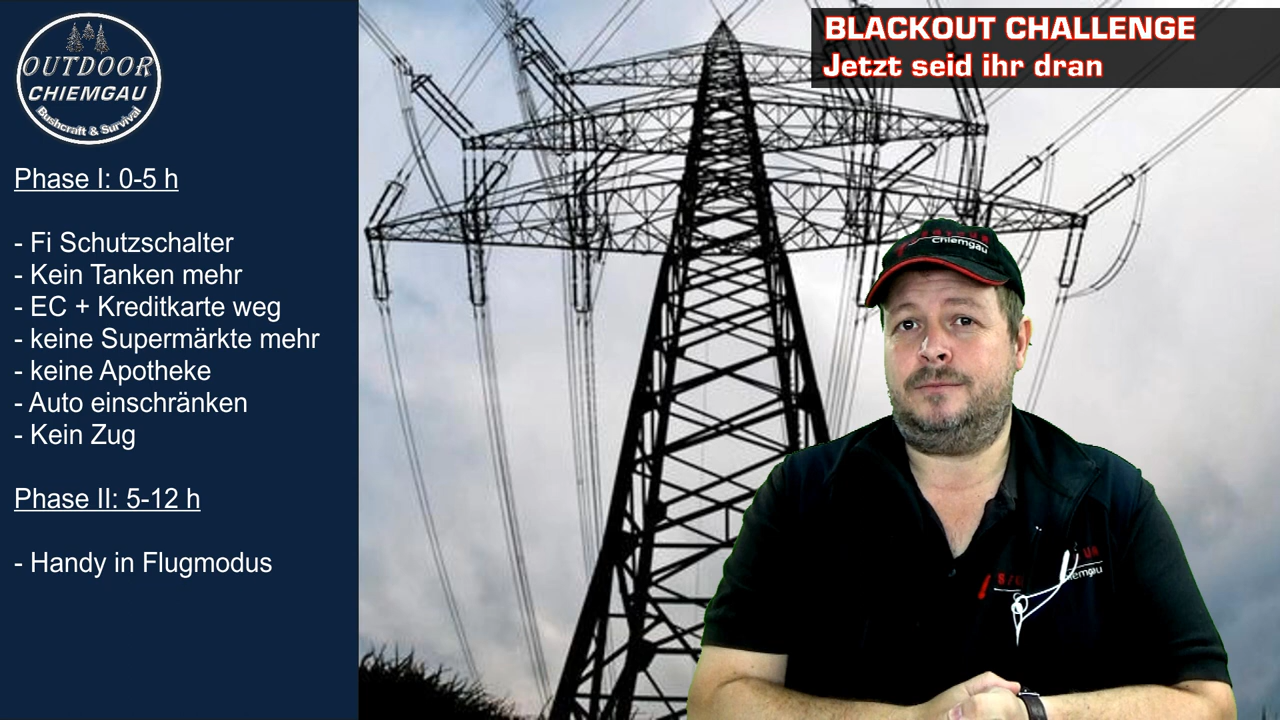 OUTDOOR
CHIEMGAU
Bushcraft & Survival
Phase I: 0-5 h
- Fi Schutzschalter
- Kein Tanken mehr
- EC + Kreditkarte weg
- keine Supermärkte mehr
- keine Apotheke
- Auto einschränken
- Kein Zug
Phase II: 5-12 h
- Handy in Flugmodus
BLACKOUT CHALLENGE
Jetzt seid ihr dran
Chiemgau